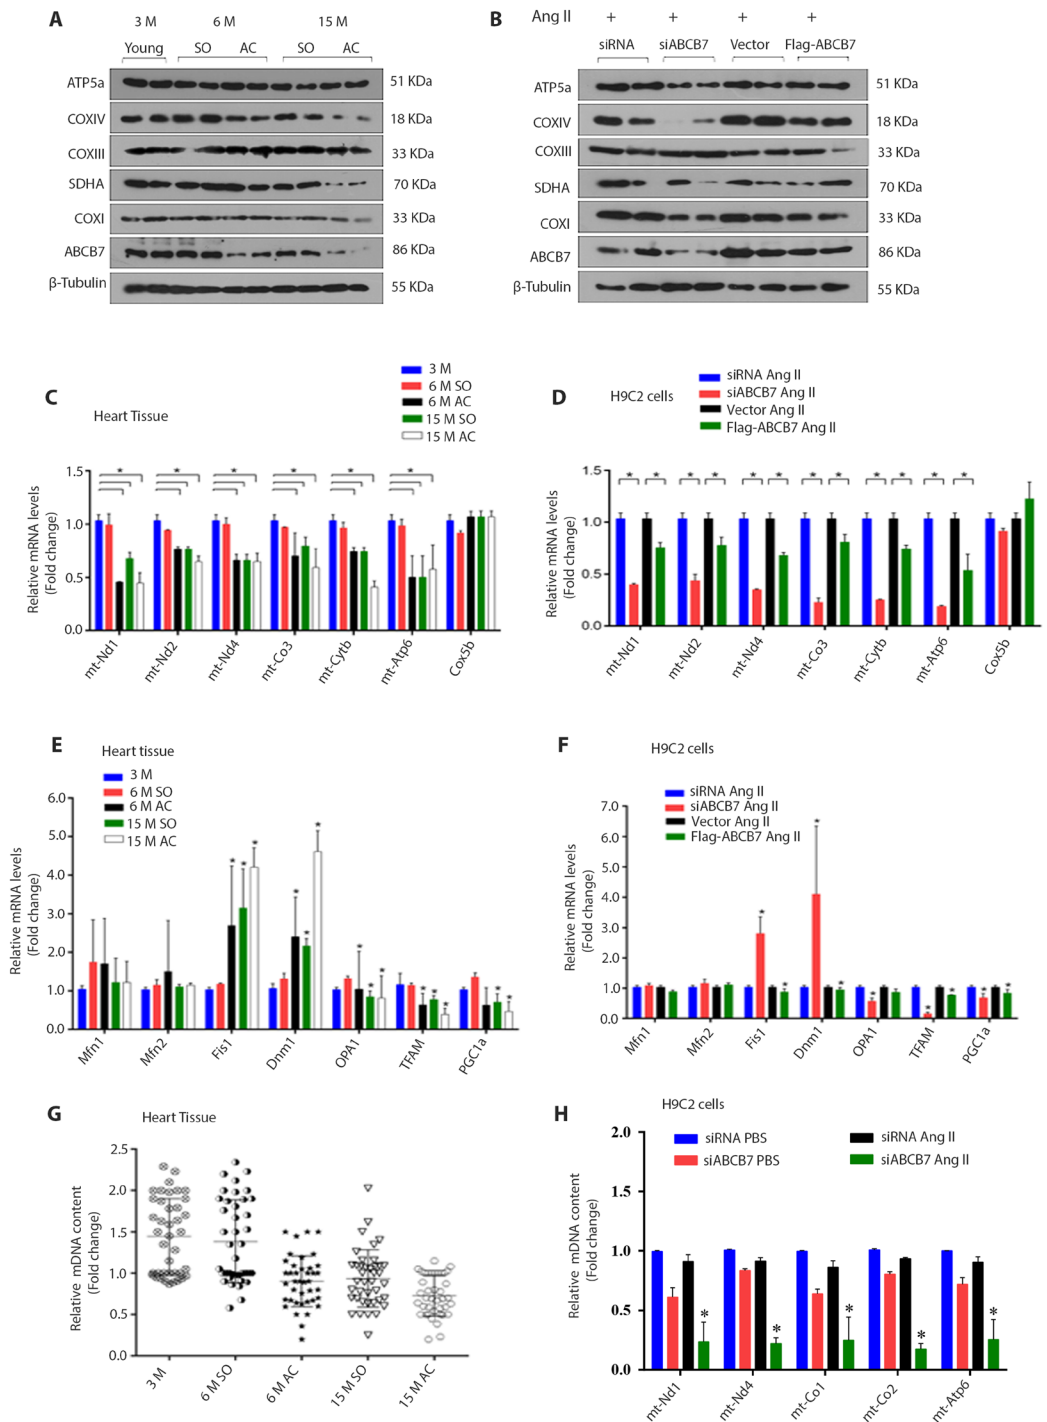 A
3 M
6 M
15 M
Young
SO
AC
SO
AC
ATP5a
51 KDa
COXIV
18 KDa
COXIII
33 KDa
SDHA
70 KDa
COXI
33 KDa
ABCB7
86 KDa
β-Tubulin
55 KDa
B
Ang II
+
+
+
+
siRNA
siABCB7
Vector
Flag-ABCB7
ATP5a
51 KDa
COXIV
18 KDa
COXIII
33 KDa
SDHA
70 KDa
COXI
33 KDa
ABCB7
86 KDa
β-Tubulin
55 KDa
C
Heart Tissue
3 M
6 M SO
6 M AC
15 M SO
15 M AC
Relative mRNA levels
(Fold change)
1.5
1.0
0.5
0.0
* * * * * *
mt-Nd1
mt-Nd2
mt-Nd4
mt-Co3
mt-Cytb
mt-Atp6
Cox5b
D
H9C2 cells
siRNA Ang II
siABCB7 Ang II
Vector Ang II
Flag-ABCB7 Ang II
Relative mRNA levels
(Fold change)
1.5
1.0
0.5
0.0
* * * * * * * * * * * *
mt-Nd1
mt-Nd2
mt-Nd4
mt-Co3
mt-Cytb
mt-Atp6
Cox5b
E
Heart tissue
3 M
6 M SO
6 M AC
15 M SO
15 M AC
Relative mRNA levels
(Fold change)
6.0
5.0
4.0
3.0
2.0
1.0
0.0
* * * * * * * * * * * * * *
Mfn1
Mfn2
Fis1
Dnm1
OPA1
TFAM
PGC1a
F
H9C2 cells
siRNA Ang II
siABCB7 Ang II
Vector Ang II
Flag-ABCB7 Ang II
Relative mRNA levels
(Fold change)
7.0
6.0
5.0
4.0
3.0
2.0
1.0
0.0
* * * * * * * * *
Mfn1
Mfn2
Fis1
Dnm1
OPA1
TFAM
PGC1a
G
Heart Tissue
Relative mDNA content
(Fold change)
2.5
2.0
1.5
1.0
0.5
0.0
3 M
6 M SO
6 M AC
15 M SO
15 M AC
H
H9C2 cells
siRNA PBS
siABCB7 PBS
siRNA Ang II
siABCB7 Ang II
Relative mDNA content
(Fold change)
2.0
1.5
1.0
0.5
0.0
* * * * *
mt-Nd1
mt-Nd4
mt-Co1
mt-Co2
mt-Atp6